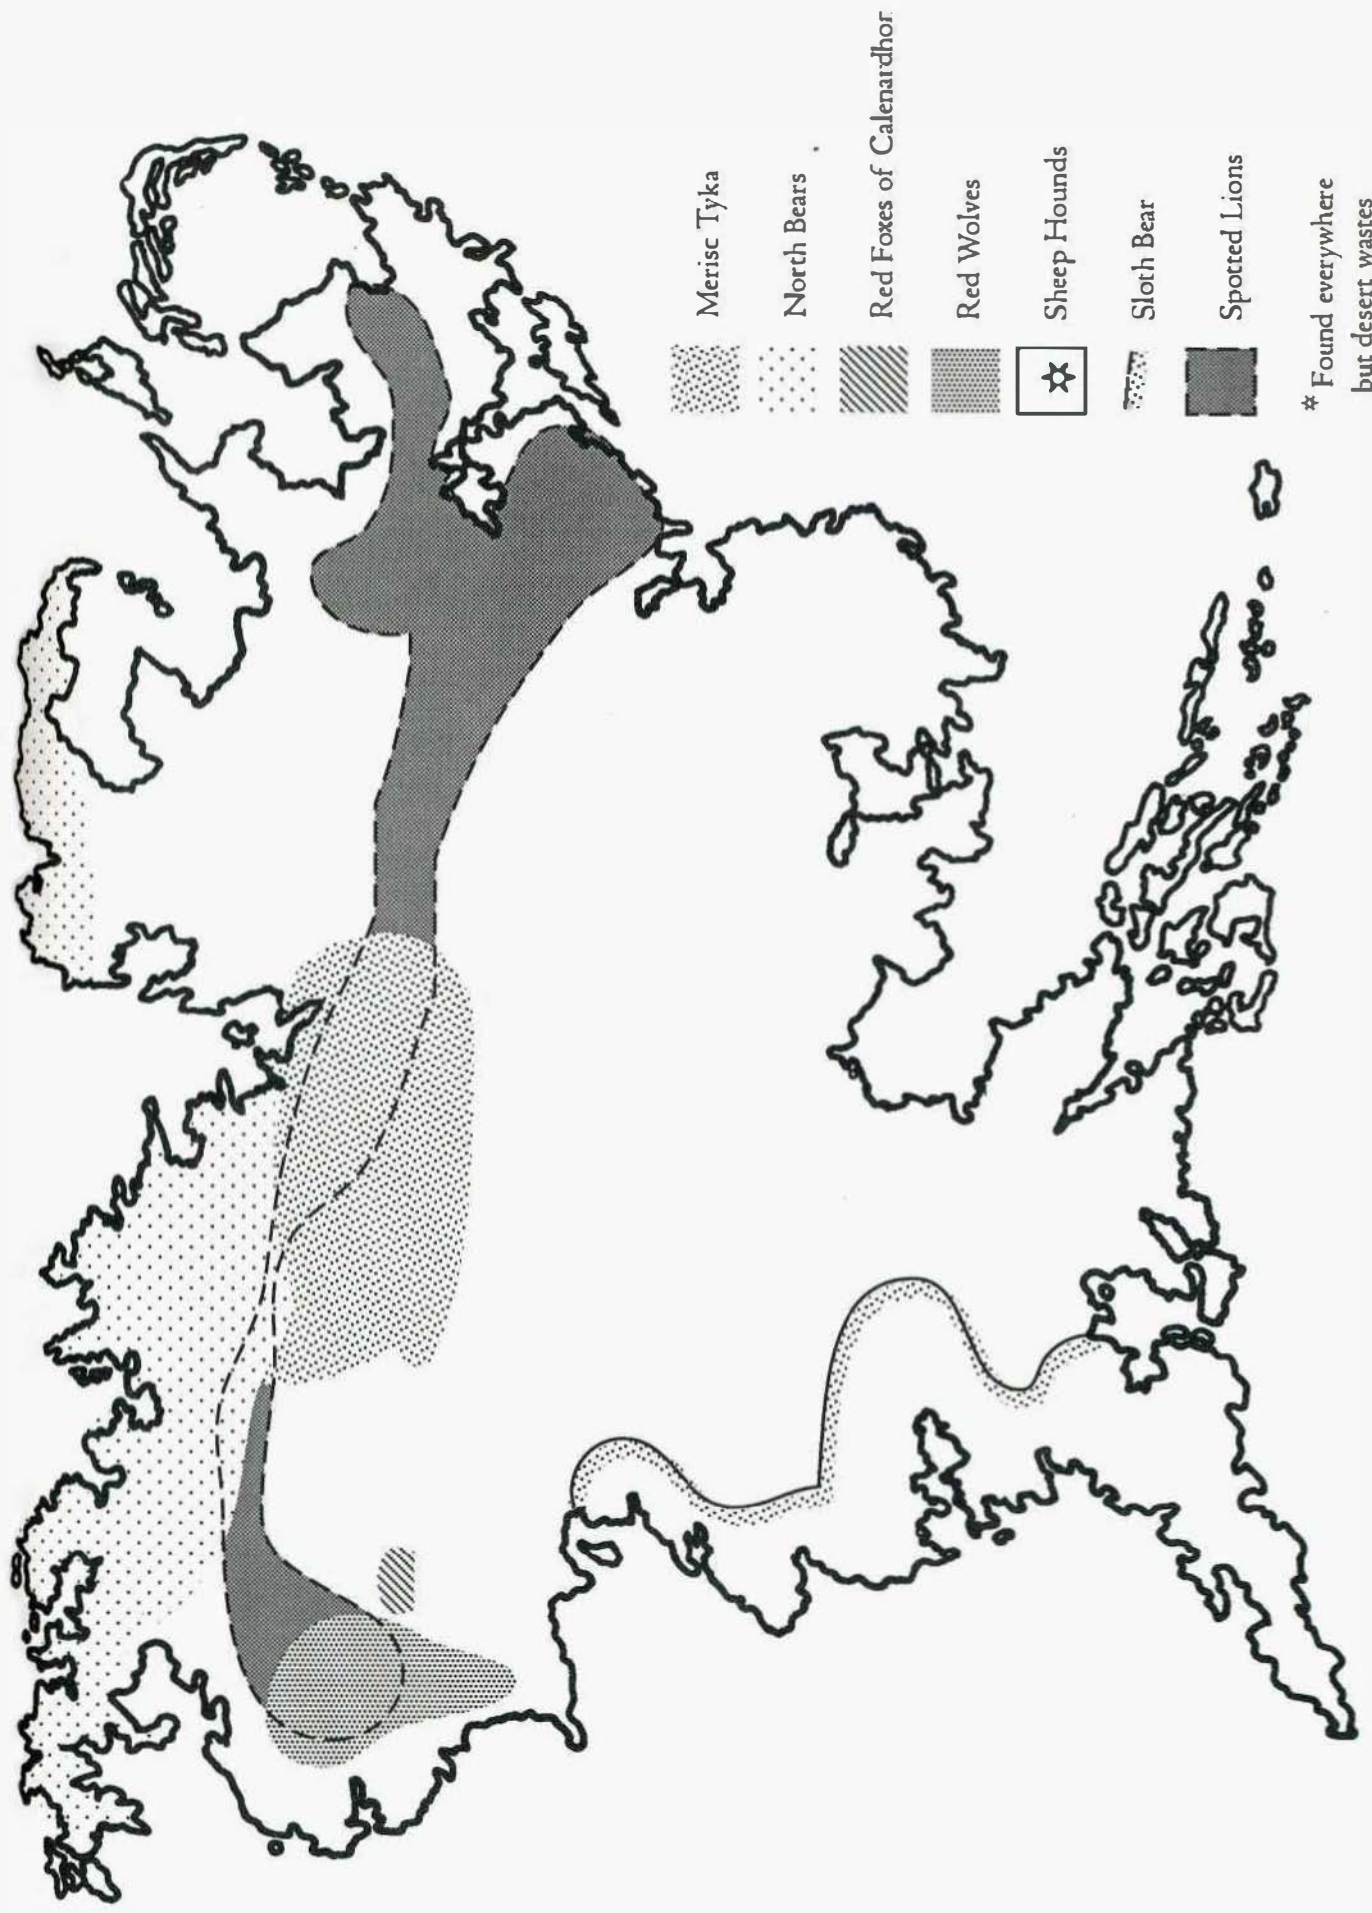 Merisc Tyka
North Bears
Red Foxes of Calenardhor
Red Wolves
Sheep Hounds
Sloth Bear
Spotted Lions
* Found everywhere
but desert wastes